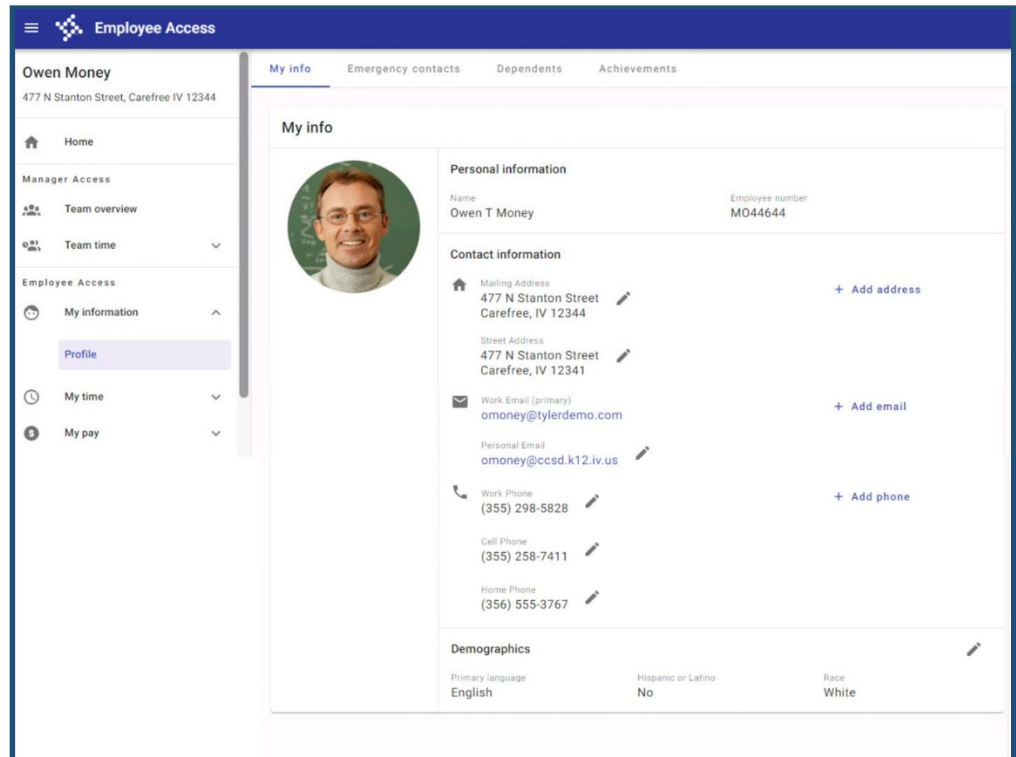 Employee Access
Owen Money
477 N Stanton Street, Carefree IV 12344
Home
Manager Access
Team overview
Team time
Employee Access
My information
Profile
My time
My pay
My info Emergency contacts Dependents Achievements
My info
Personal information
Name Employee number
Owen T Money MO44644
Contact information
Mailing Address
477 N Stanton Street + Add address
Carefree, IV 12344
Street Address
477 N Stanton Street
Carefree, IV 12341
Work Email (primary)
omoney@tylerdemo.com + Add email
Personal Email
omoney@ccsd.k12.iv.us
Work Phone
(355) 298-5828 + Add phone
Cell Phone
(355) 258-7411
Home Phone
(356) 555-3767
Demographics
Primary language Hispanic or Latino Race
English No White